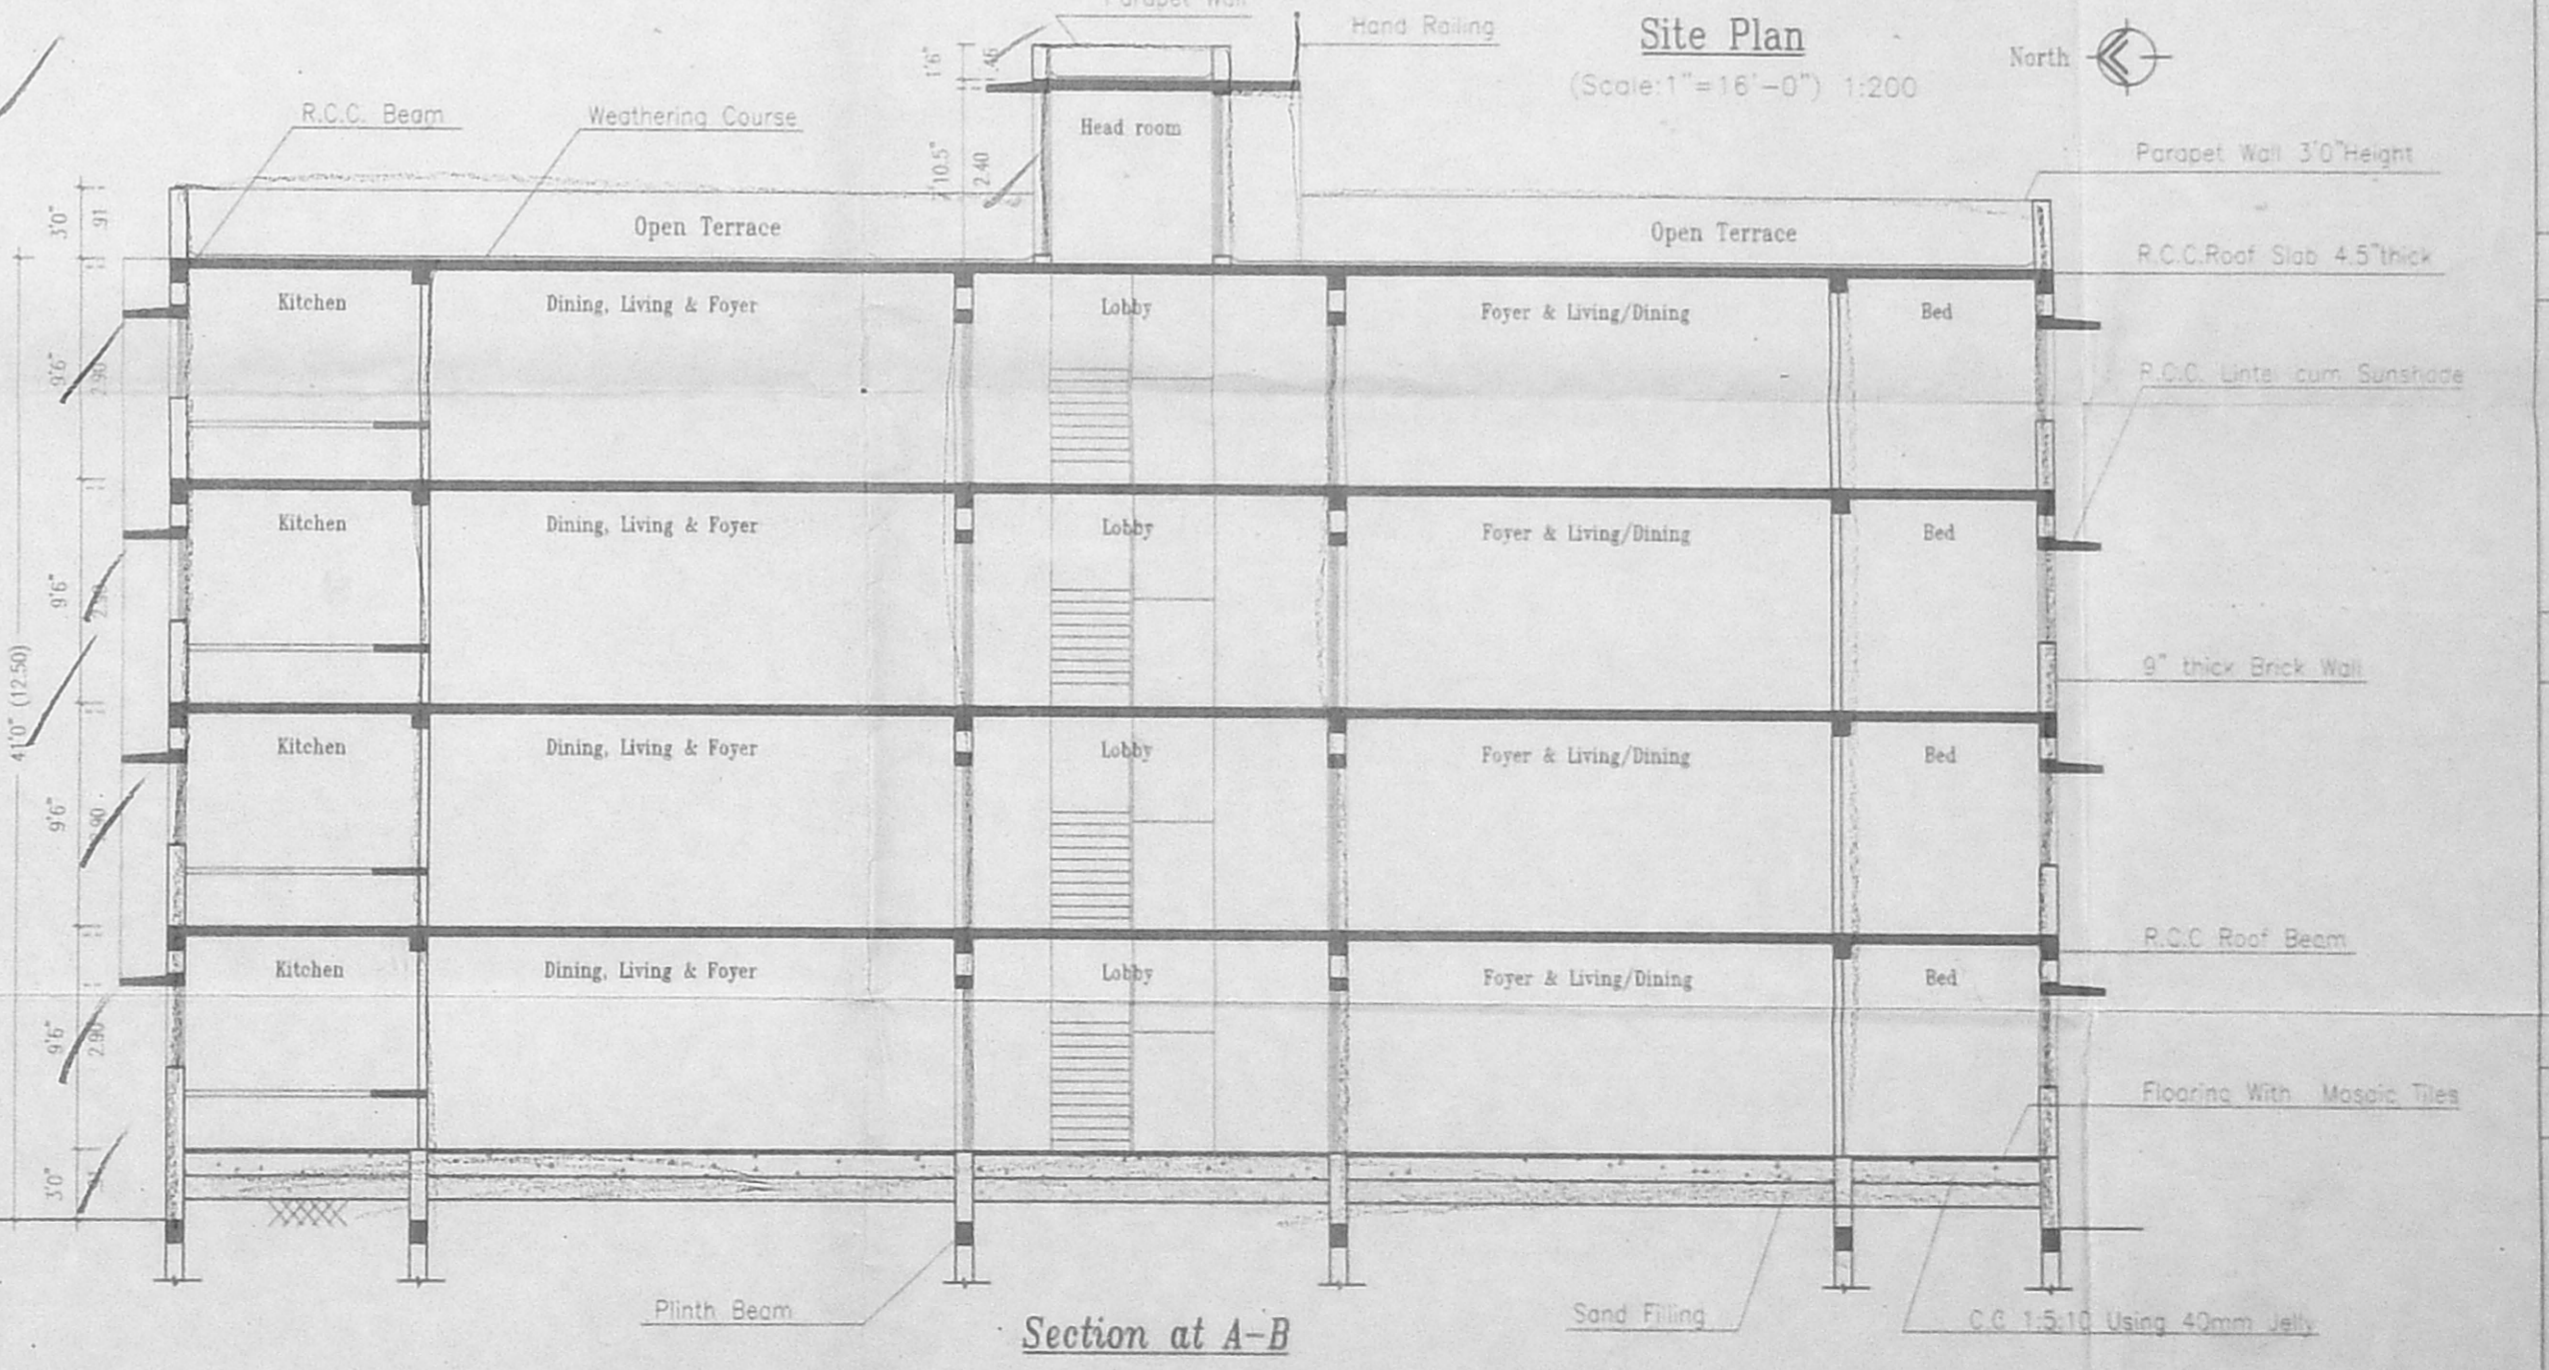 Parapet Wall
Hand Railing
Site Plan
(Scale:1"=16'-0") 1:200
North
1'6"
.46
R.C.C. Beam
Weathering Course
Head room
7'10.5"
2.40
Parapet Wall 3'0"Height
3'0"
91
Open Terrace
Open Terrace
R.C.C.Roof Slab 4.5"thick
Kitchen
Dining, Living & Foyer
Lobby
Foyer & Living/Dining
Bed
9'6"
2.90
R.C.C. Lintel cum Sunshade
Kitchen
Dining, Living & Foyer
Lobby
Foyer & Living/Dining
Bed
9'6"
2.90
41'0" (12.50)
9" thick Brick Wall
Kitchen
Dining, Living & Foyer
Lobby
Foyer & Living/Dining
Bed
9'6"
2.90
R.C.C Roof Beam
Kitchen
Dining, Living & Foyer
Lobby
Foyer & Living/Dining
Bed
9'6"
2.90
Flooring With Mosaic Tiles
3'0"
Plinth Beam
Section at A-B
Sand Filling
C.C 1:5:10 Using 40mm Jelly